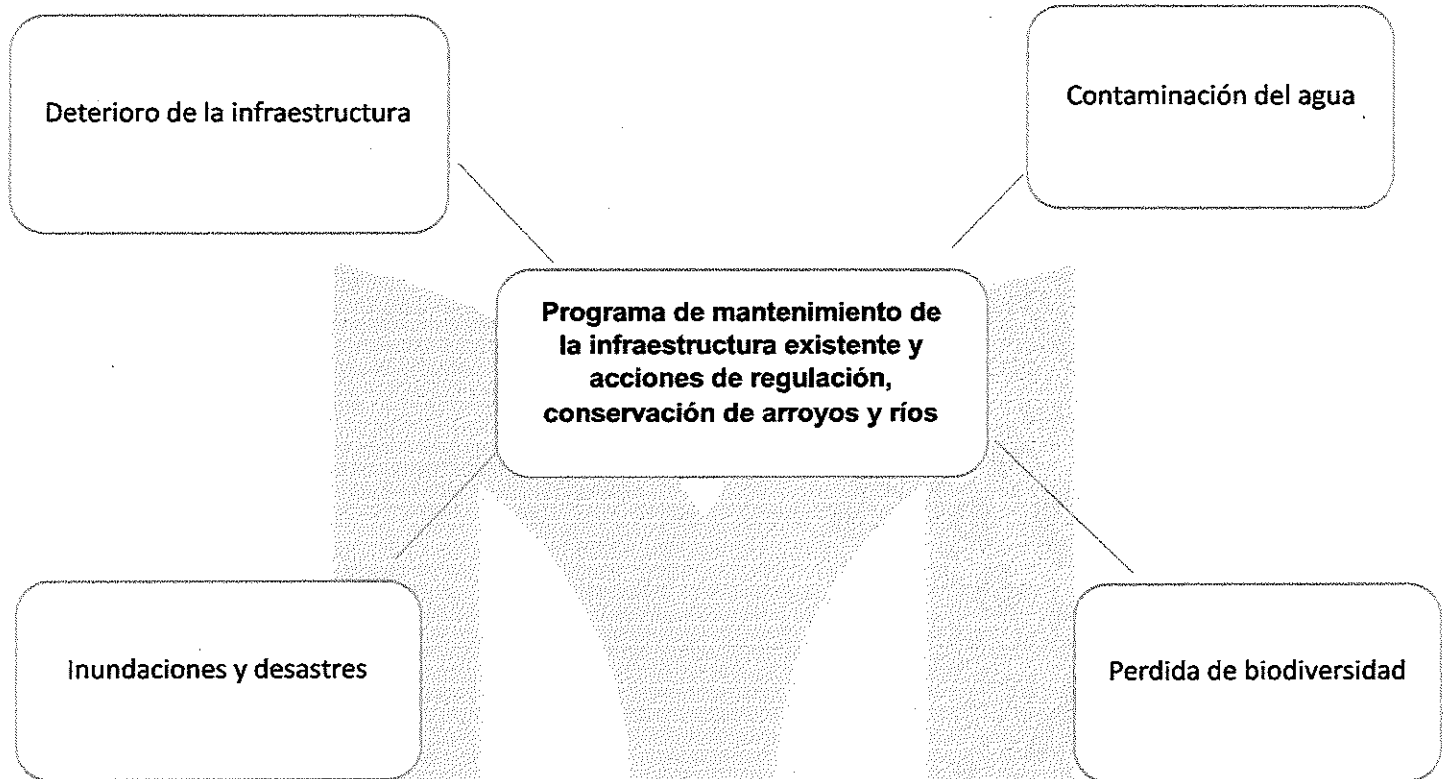 Deterioro de la infraestructura
Contaminación del agua
Programa de mantenimiento de
la infraestructura existente y
acciones de regulación,
conservación de arroyos y ríos
Inundaciones y desastres
Perdida de biodiversidad